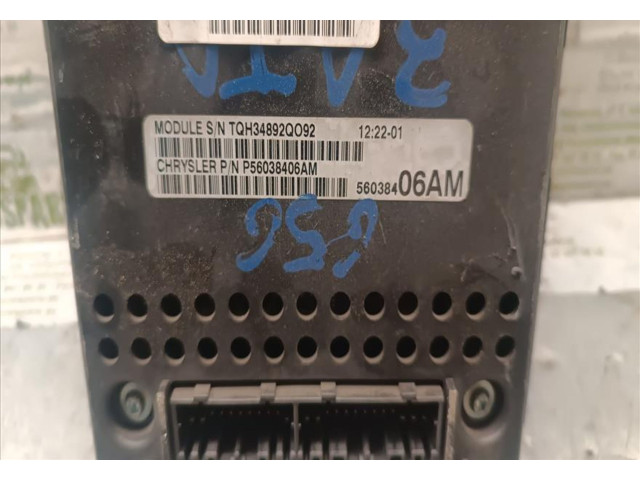 MODULE S/N TQH34892QO92 12:22-01
CHRYSLER P/N P56038406AM
56038406AM